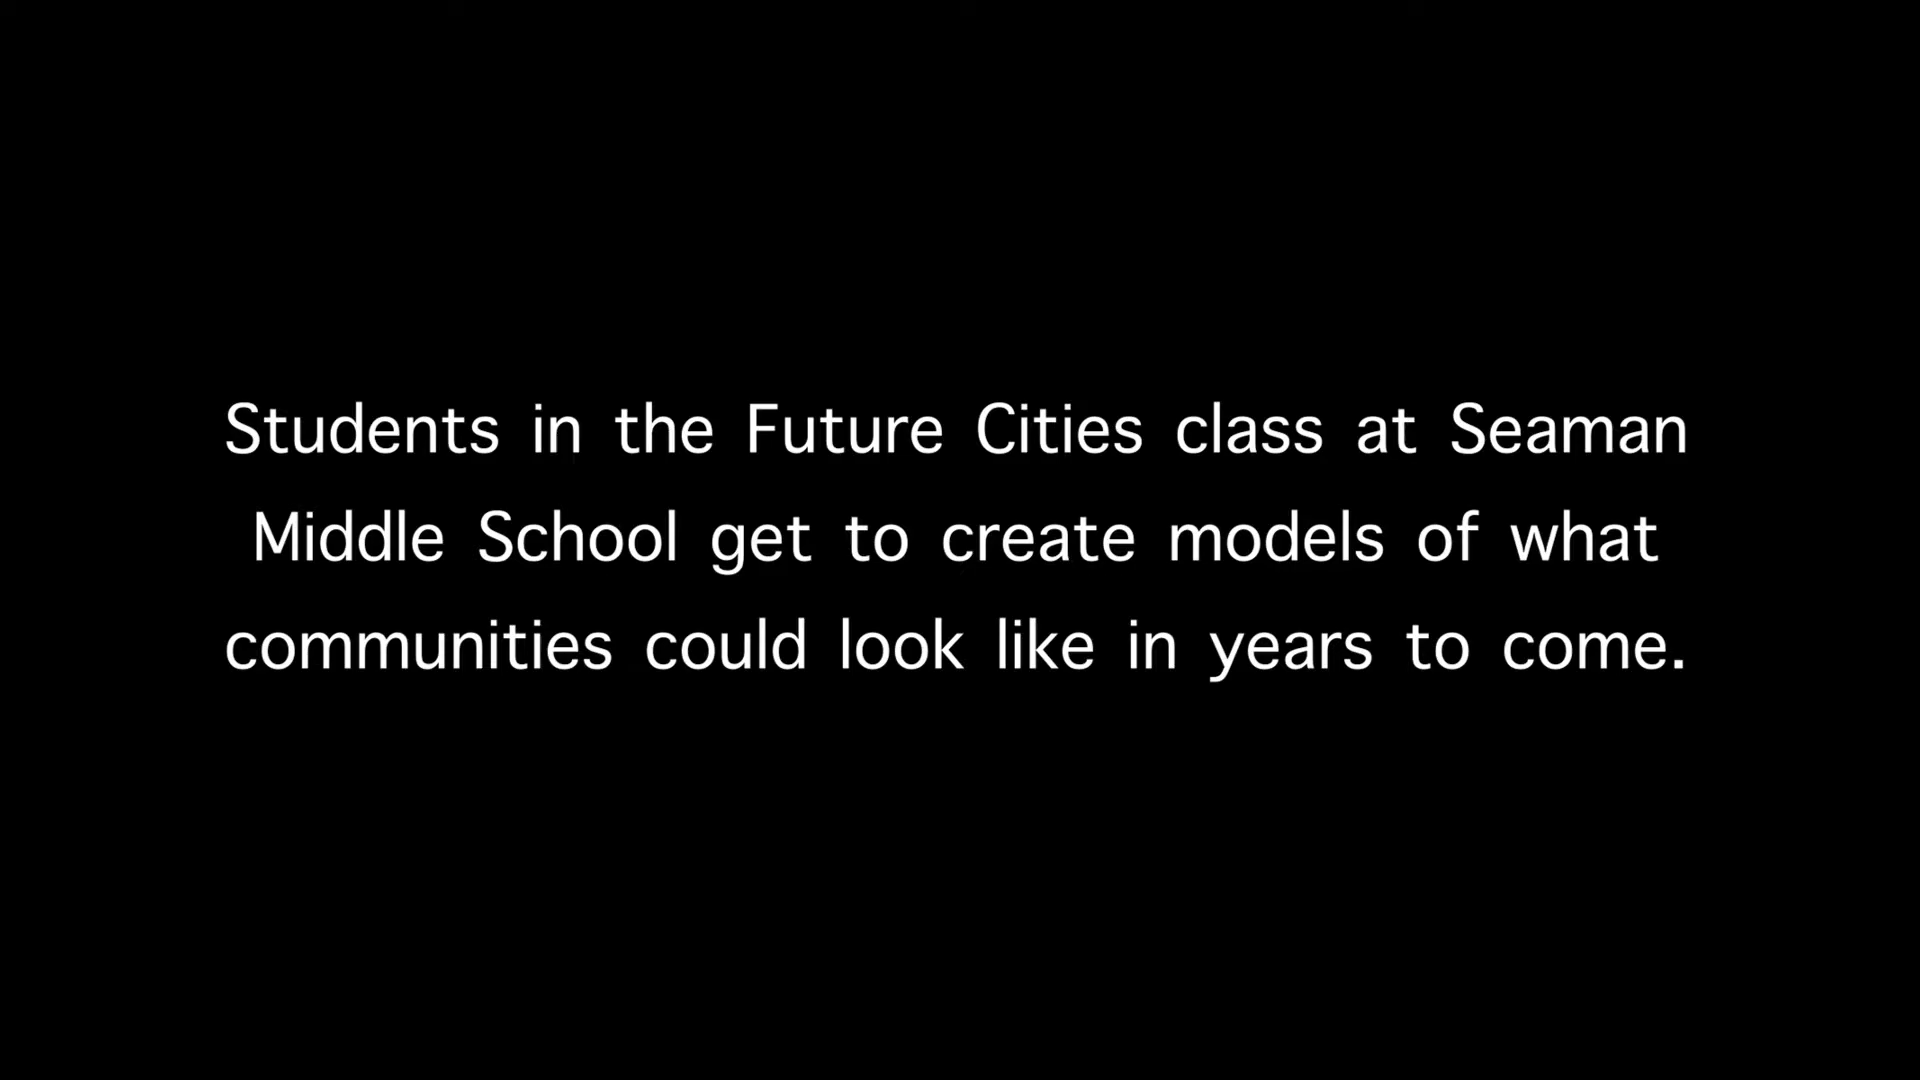 Students in the Future Cities class at Seaman
Middle School get to create models of what
communities could look like in years to come.